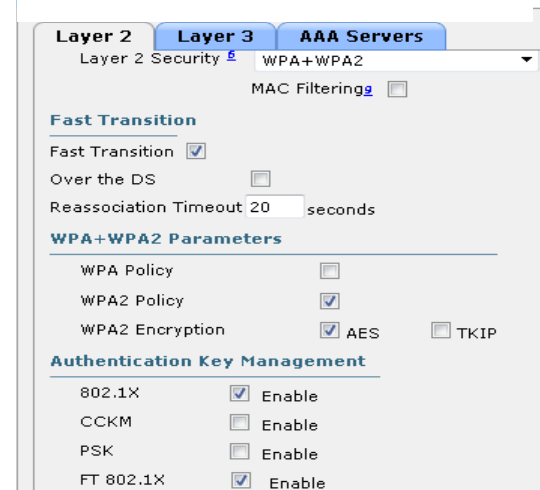 Layer 2 Layer 3 AAA Servers
Layer 2 Security 6 WPA+WPA2
MAC Filtering 9
Fast Transition
Fast Transition
Over the DS
Reassociation Timeout 20 seconds
WPA+WPA2 Parameters
WPA Policy
WPA2 Policy
WPA2 Encryption AES TKIP
Authentication Key Management
802.1X Enable
CCKM Enable
PSK Enable
FT 802.1X Enable